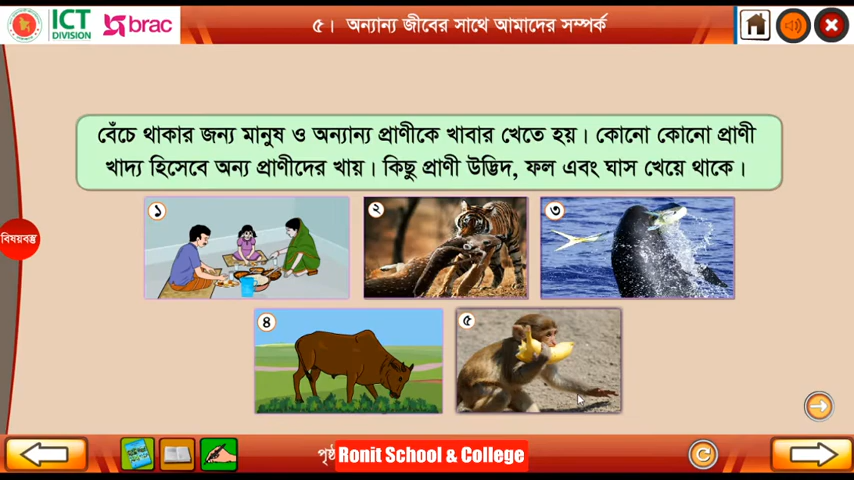 ICT
DIVISION
brac
৫। অন্যান্য জীবের সাথে আমাদের সম্পর্ক
বেঁচে থাকার জন্য মানুষ ও অন্যান্য প্রাণীকে খাবার খেতে হয়। কোনো কোনো প্রাণী
খাদ্য হিসেবে অন্য প্রাণীদের খায়। কিছু প্রাণী উদ্ভিদ, ফল এবং ঘাস খেয়ে থাকে।
১
২
৩
বিষয়বস্তু
৪
৫
Ronit School & College